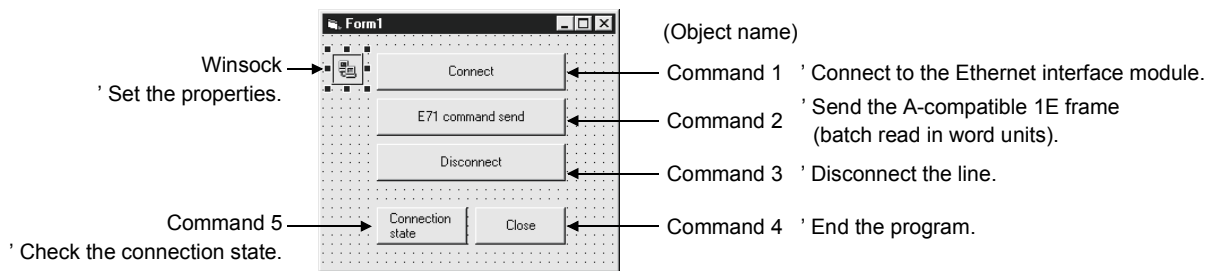 Form1
(Object name)
Winsock
' Set the properties.
Connect
Command 1 ' Connect to the Ethernet interface module.
E71 command send
Command 2 ' Send the A-compatible 1E frame
(batch read in word units).
Disconnect
Command 3 ' Disconnect the line.
Command 5
' Check the connection state.
Connection
state
Close
Command 4 ' End the program.